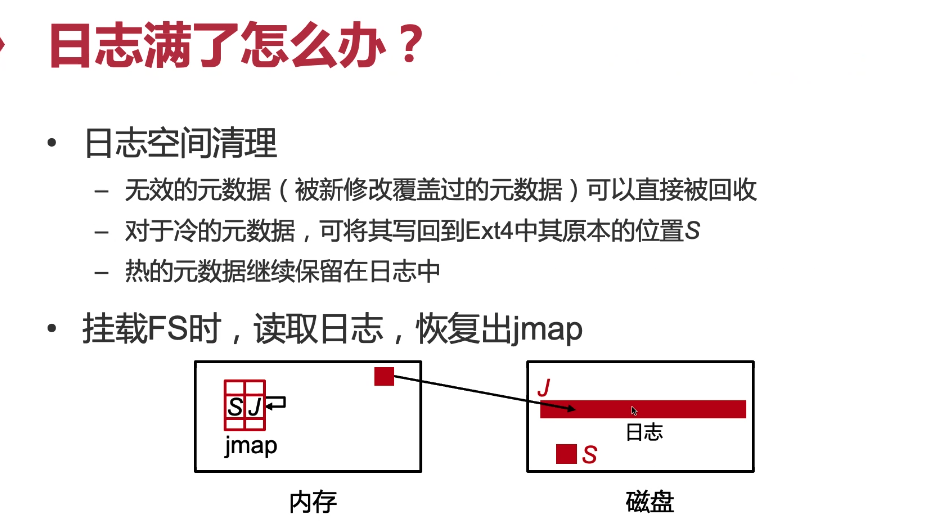 日志满了怎么办？
• 日志空间清理
– 无效的元数据（被新修改覆盖过的元数据）可以直接被回收
– 对于冷的元数据，可将其写回到Ext4中其原本的位置S
– 热的元数据继续保留在日志中
• 挂载FS时，读取日志，恢复出jmap
S J
jmap
内存
J
日志
S
磁盘